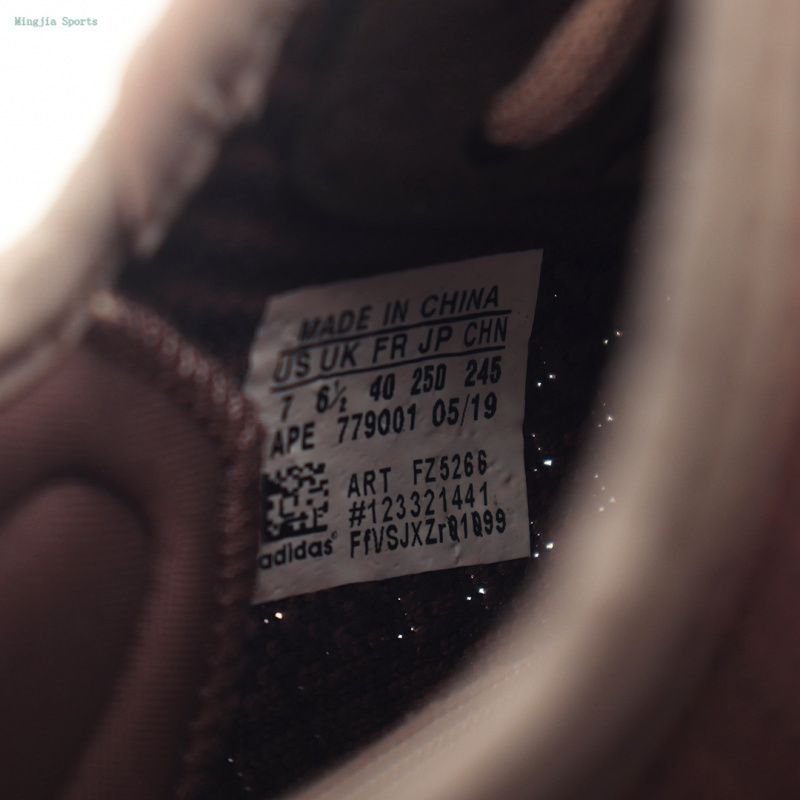 Mingjia Sports
MADE IN CHINA
US UK FR JP CHN
7 6½ 40 250 245
APE 779001 05/19
ART FZ5266
#123321441
FfVSJXZrQ1Q99
adidas